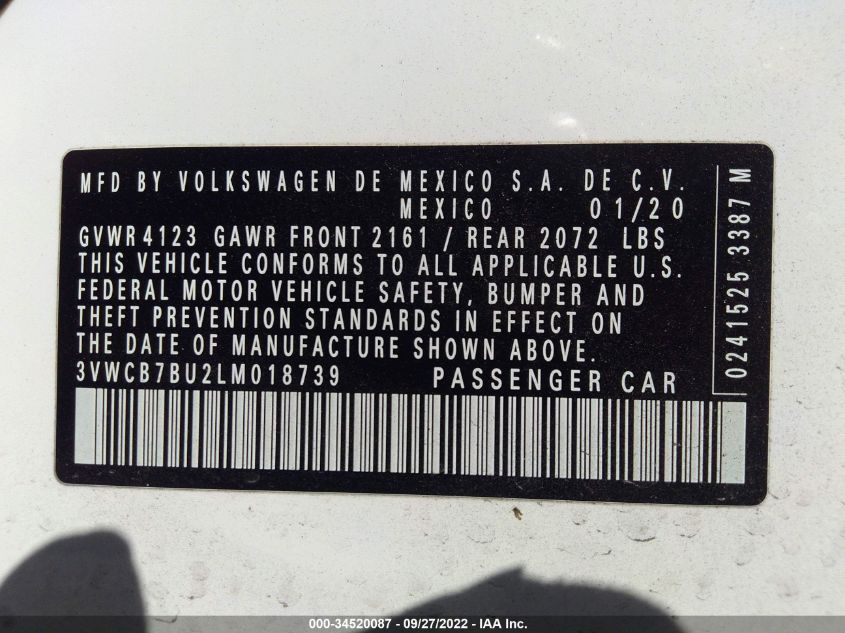 MFD BY VOLKSWAGEN DE MEXICO S.A. DE C.V.
MEXICO 01/20
GVWR 4123 GAWR FRONT 2161 / REAR 2072 LBS
THIS VEHICLE CONFORMS TO ALL APPLICABLE U.S.
FEDERAL MOTOR VEHICLE SAFETY, BUMPER AND
THEFT PREVENTION STANDARDS IN EFFECT ON
THE DATE OF MANUFACTURE SHOWN ABOVE.
3VWCB7BU2LM018739 PASSENGER CAR
0241525 3387 M
000-34520087 - 09/27/2022 - IAA Inc.